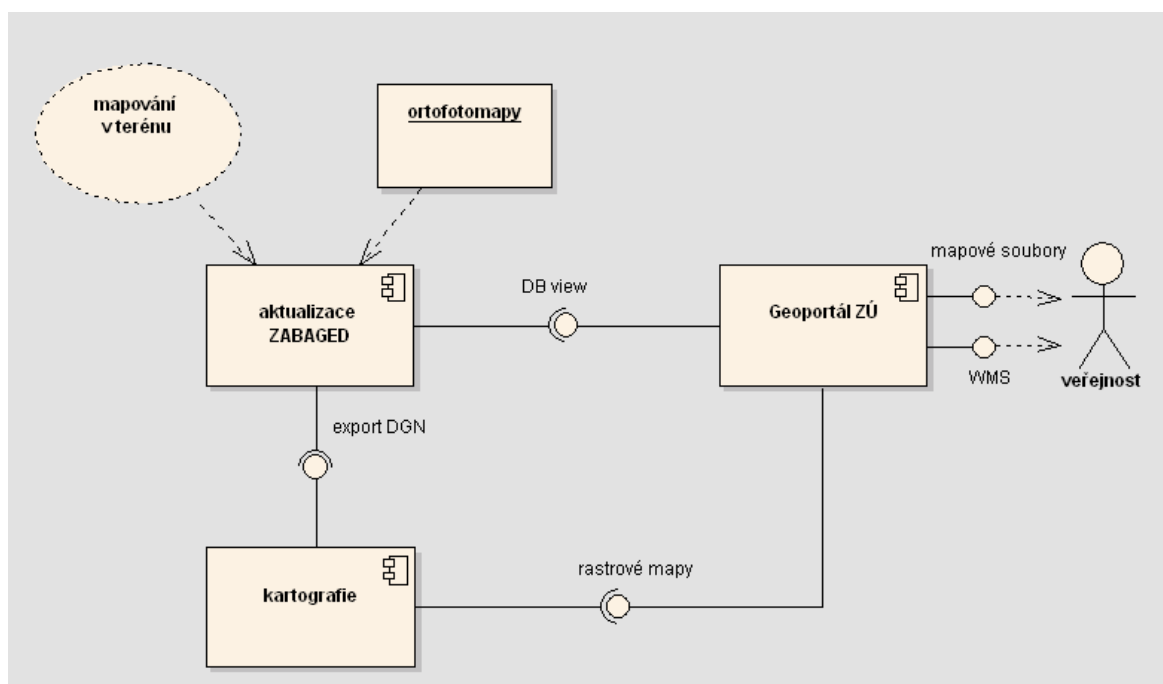 mapování
v terénu
ortofotomapy
mapové soubory
DB view
aktualizace
ZABAGED
Geoportál ZÚ
WMS
veřejnost
export DGN
rastrové mapy
kartografie